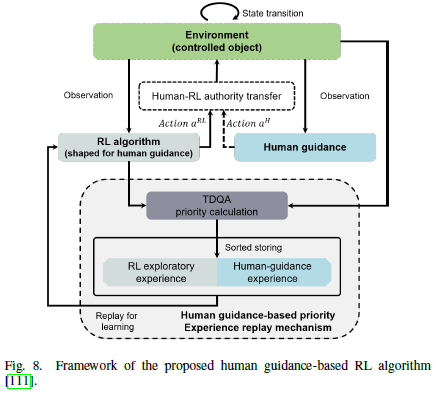 State transition
Environment
(controlled object)
Observation
Human-RL authority transfer
Observation
Action a^{RL}
Action a^{H}
RL algorithm
(shaped for human guidance)
Human guidance
TDQA
priority calculation
Sorted storing
RL exploratory
experience
Human-guidance
experience
Replay for
learning
Human guidance-based priority
Experience replay mechanism
Fig. 8. Framework of the proposed human guidance-based RL algorithm
[111].